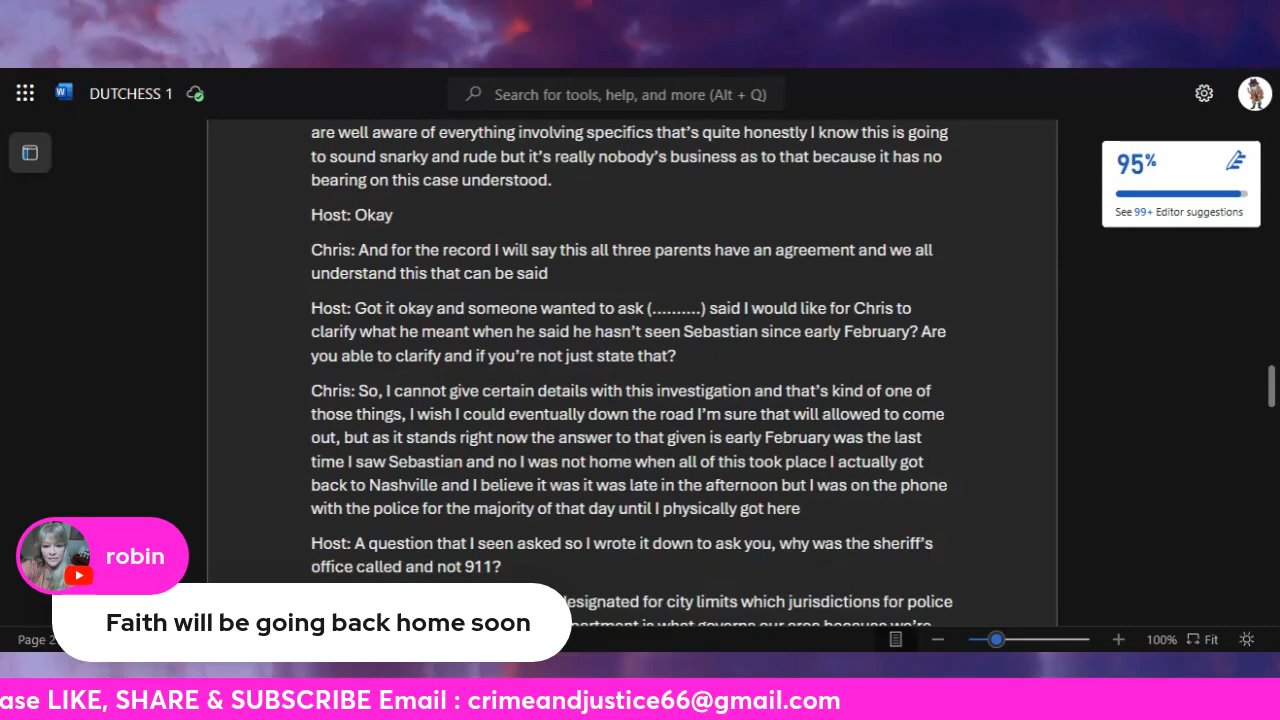 DUTCHESS 1
Search for tools, help, and more (Alt + Q)
are well aware of everything involving specifics that's quite honestly I know this is going
to sound snarky and rude but it's really nobody's business as to that because it has no
bearing on this case understood.
Host: Okay
Chris: And for the record I will say this all three parents have an agreement and we all
understand this that can be said
Host: Got it okay and someone wanted to ask (..........) said I would like for Chris to
clarify what he meant when he said he hasn't seen Sebastian since early February? Are
you able to clarify and if you're not just state that?
Chris: So, I cannot give certain details with this investigation and that's kind of one of
those things, I wish I could eventually down the road I'm sure that will allowed to come
out, but as it stands right now the answer to that given is early February was the last
time I saw Sebastian and no I was not home when all of this took place I actually got
back to Nashville and I believe it was it was late in the afternoon but I was on the phone
with the police for the majority of that day until I physically got here
Host: A question that I seen asked so I wrote it down to ask you, why was the sheriff's
office called and not 911?
designated for city limits which jurisdictions for police
95%
See 99+ Editor suggestions
robin
Faith will be going back home soon
Page 2
100%
Fit
ase LIKE, SHARE & SUBSCRIBE Email : crimeandjustice66@gmail.com